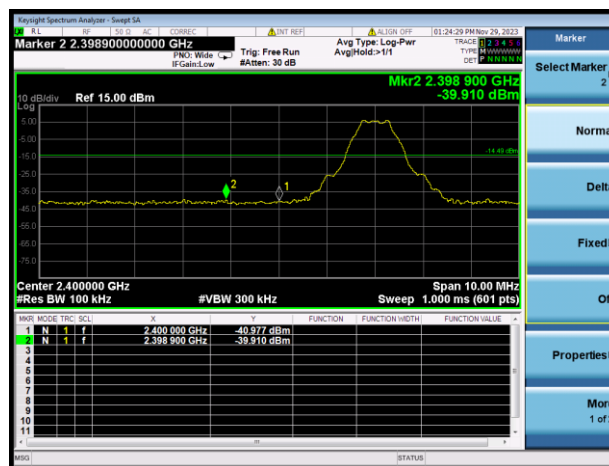 Keysight Spectrum Analyzer - Swept SA
RL RF 50 Ω AC CORREC INT REF ALIGN OFF 01:24:29 PM Nov 29, 2023
Marker 2 2.398900000000 GHz
PNO: Wide Trig: Free Run
IFGain:Low #Atten: 30 dB
Avg Type: Log-Pwr
Avg|Hold:>1/1
TRACE 1 2 3 4 5 6
TYPE M WWWWW
DET P N N N N N
Mkr2 2.398 900 GHz
-39.910 dBm
10 dB/div Ref 15.00 dBm
Log
5.00
-5.00
-15.0
-14.49 dBm
-25.0
-35.0
-45.0
-55.0
-65.0
-75.0
2
1
Center 2.400000 GHz Span 10.00 MHz
#Res BW 100 kHz #VBW 300 kHz Sweep 1.000 ms (601 pts)
MKR MODE TRC SCL X Y FUNCTION FUNCTION WIDTH FUNCTION VALUE
1 N 1 f 2.400 000 GHz -40.977 dBm
2 N 1 f 2.398 900 GHz -39.910 dBm
3
4
5
6
7
8
9
10
11
MSG STATUS
Marker
Select Marker
2
Norma
Delt
Fixed
Of
Properties
Mor
1 of